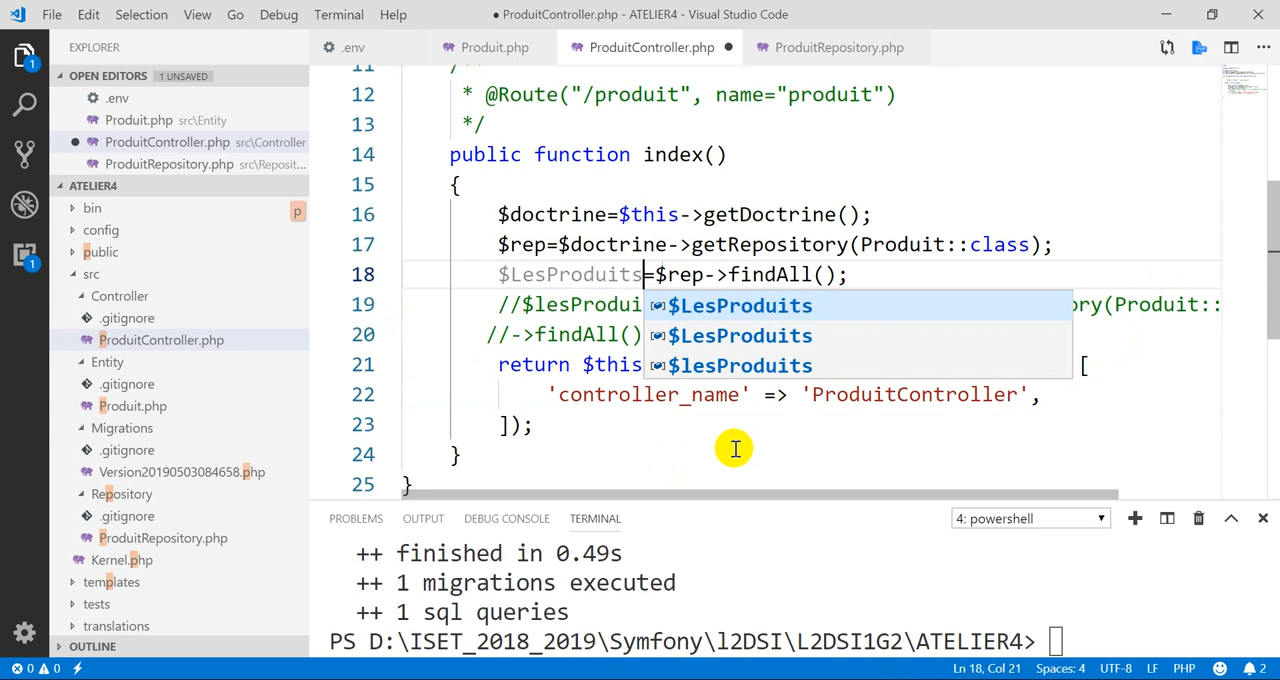 File Edit Selection View Go Debug Terminal Help ● ProduitController.php - ATELIER4 - Visual Studio Code
EXPLORER
.env Produit.php ProduitController.php ProduitRepository.php
OPEN EDITORS 1 UNSAVED
.env
Produit.php src\Entity
ProduitController.php src\Controller
ProduitRepository.php src\Reposit...
ATELIER4
bin
config
public
src
Controller
.gitignore
ProduitController.php
Entity
.gitignore
Produit.php
Migrations
.gitignore
Version20190503084658.php
Repository
.gitignore
ProduitRepository.php
Kernel.php
templates
tests
translations
OUTLINE
p
1
1
11 /**
12 * @Route("/produit", name="produit")
13 */
14 public function index()
15 {
16 $doctrine=$this->getDoctrine();
17 $rep=$doctrine->getRepository(Produit::class);
18 $LesProduits=$rep->findAll();
19 //$lesProdui ry(Produit::
20 //->findAll()
21 return $this [
22 'controller_name' => 'ProduitController',
23 ]);
24 }
25 }
$LesProduits
$LesProduits
$lesProduits
PROBLEMS OUTPUT DEBUG CONSOLE TERMINAL 4: powershell
++ finished in 0.49s
++ 1 migrations executed
++ 1 sql queries
PS D:\ISET_2018_2019\Symfony\l2DSI\L2DSI1G2\ATELIER4>
0 0 Ln 18, Col 21 Spaces: 4 UTF-8 LF PHP 2